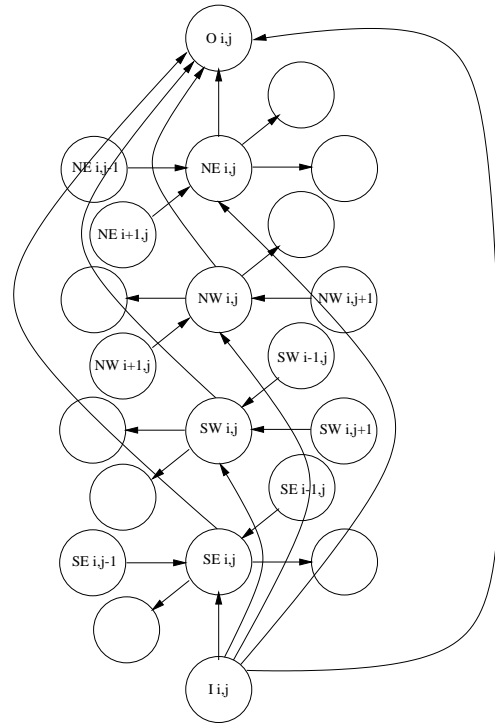 O i,j
NE i,j-1
NE i,j
NE i+1,j
NW i,j
NW i,j+1
NW i+1,j
SW i-1,j
SW i,j
SW i,j+1
SE i-1,j
SE i,j-1
SE i,j
I i,j